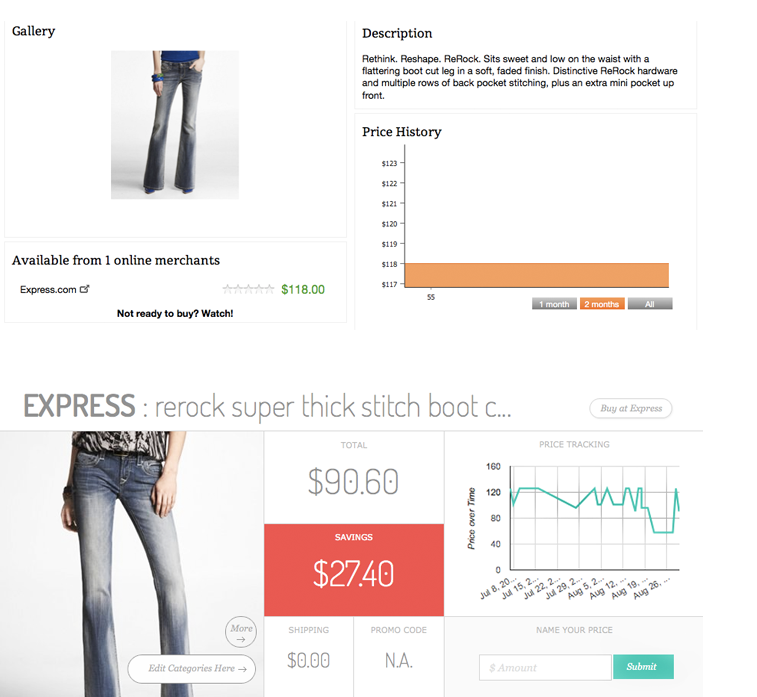 Gallery
Description
Rethink. Reshape. ReRock. Sits sweet and low on the waist with a
flattering boot cut leg in a soft, faded finish. Distinctive ReRock hardware
and multiple rows of back pocket stitching, plus an extra mini pocket up
front.
Price History
$123
$122
$121
$120
$119
$118
$117
55
1 month
2 months
All
Available from 1 online merchants
Express.com
$118.00
Not ready to buy? Watch!
EXPRESS : rerock super thick stitch boot c...
Buy at Express
TOTAL
$90.60
SAVINGS
$27.40
SHIPPING
$0.00
PROMO CODE
N.A.
More →
Edit Categories Here →
PRICE TRACKING
Price over Time
160
120
80
40
0
Jul 8, 20...
Jul 15, 2...
Jul 22, 2...
Jul 29, 2...
Aug 5, 2...
Aug 12, ...
Aug 19, ...
Aug 26, ...
NAME YOUR PRICE
$ Amount
Submit